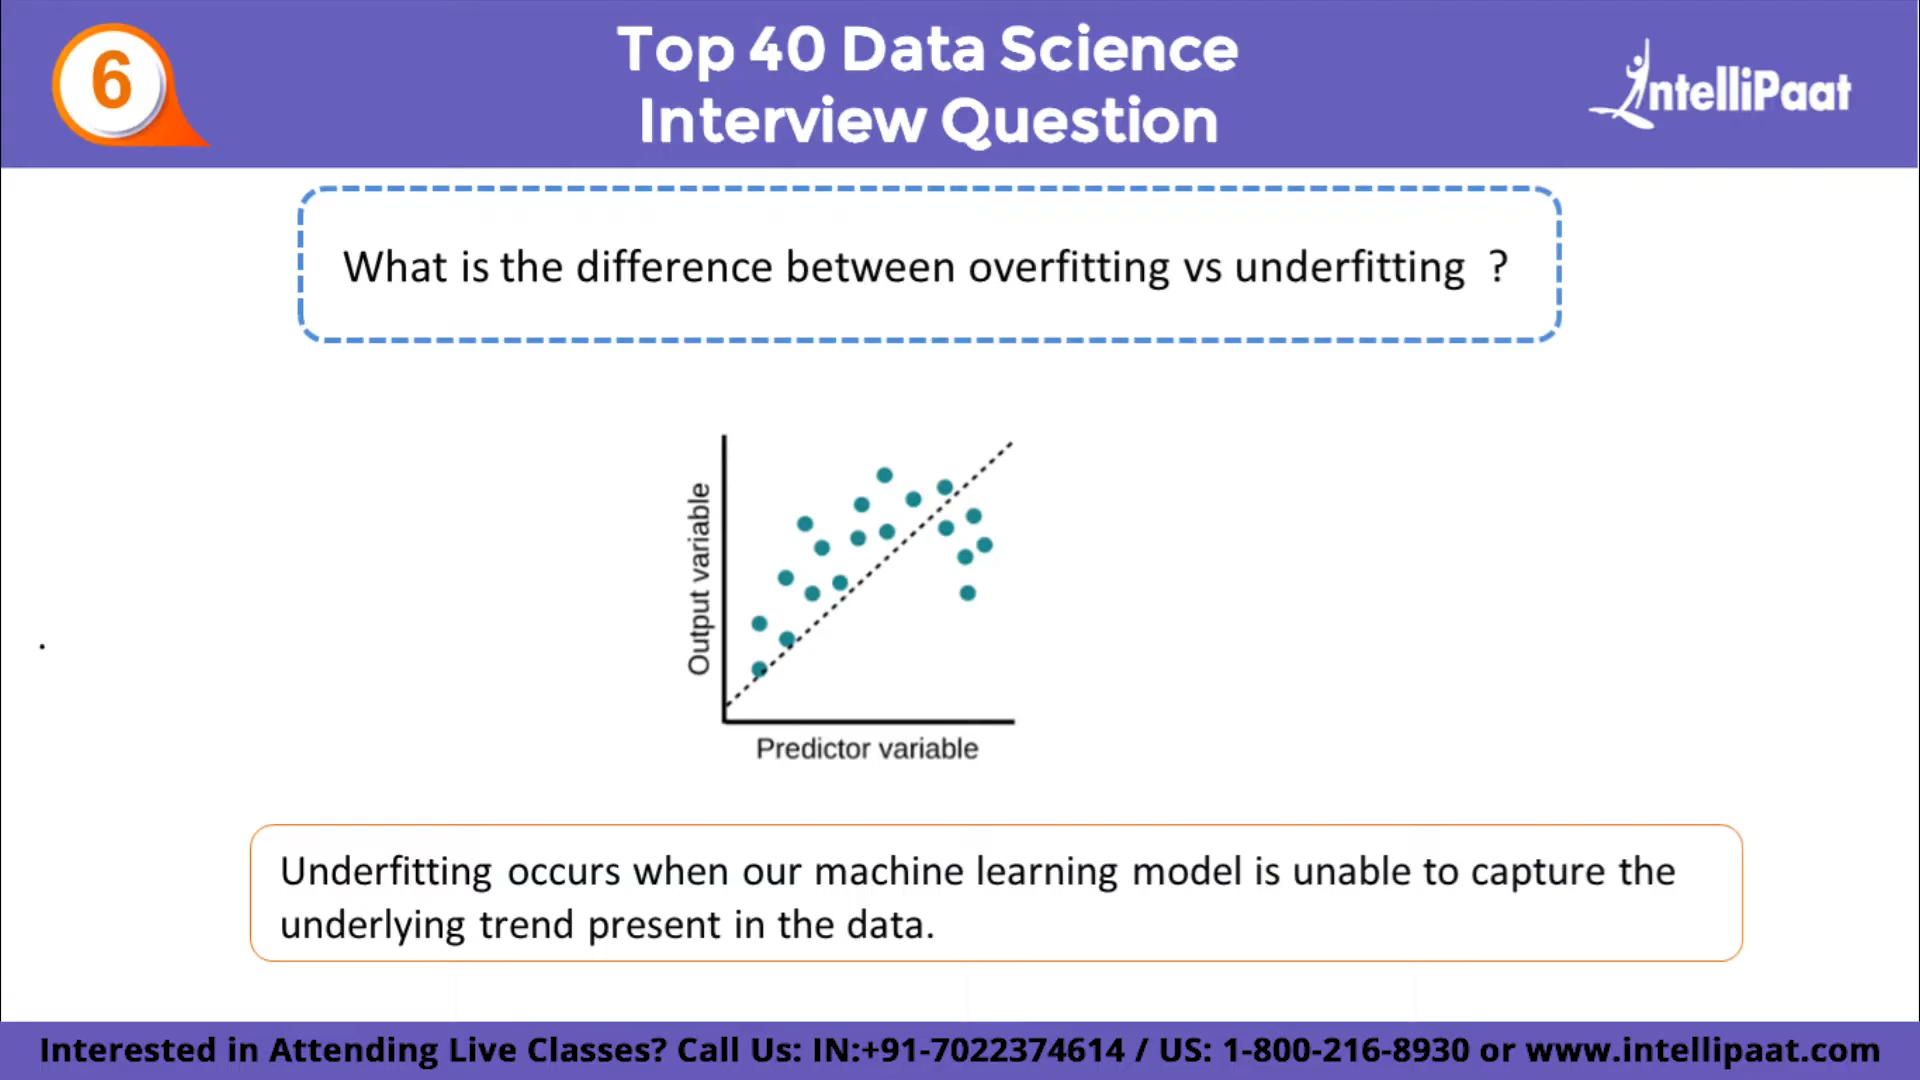 6
Top 40 Data Science
Interview Question
IntelliPaat
What is the difference between overfitting vs underfitting ?
Output variable
Predictor variable
Underfitting occurs when our machine learning model is unable to capture the
underlying trend present in the data.
Interested in Attending Live Classes? Call Us: IN:+91-7022374614 / US: 1-800-216-8930 or www.intellipaat.com